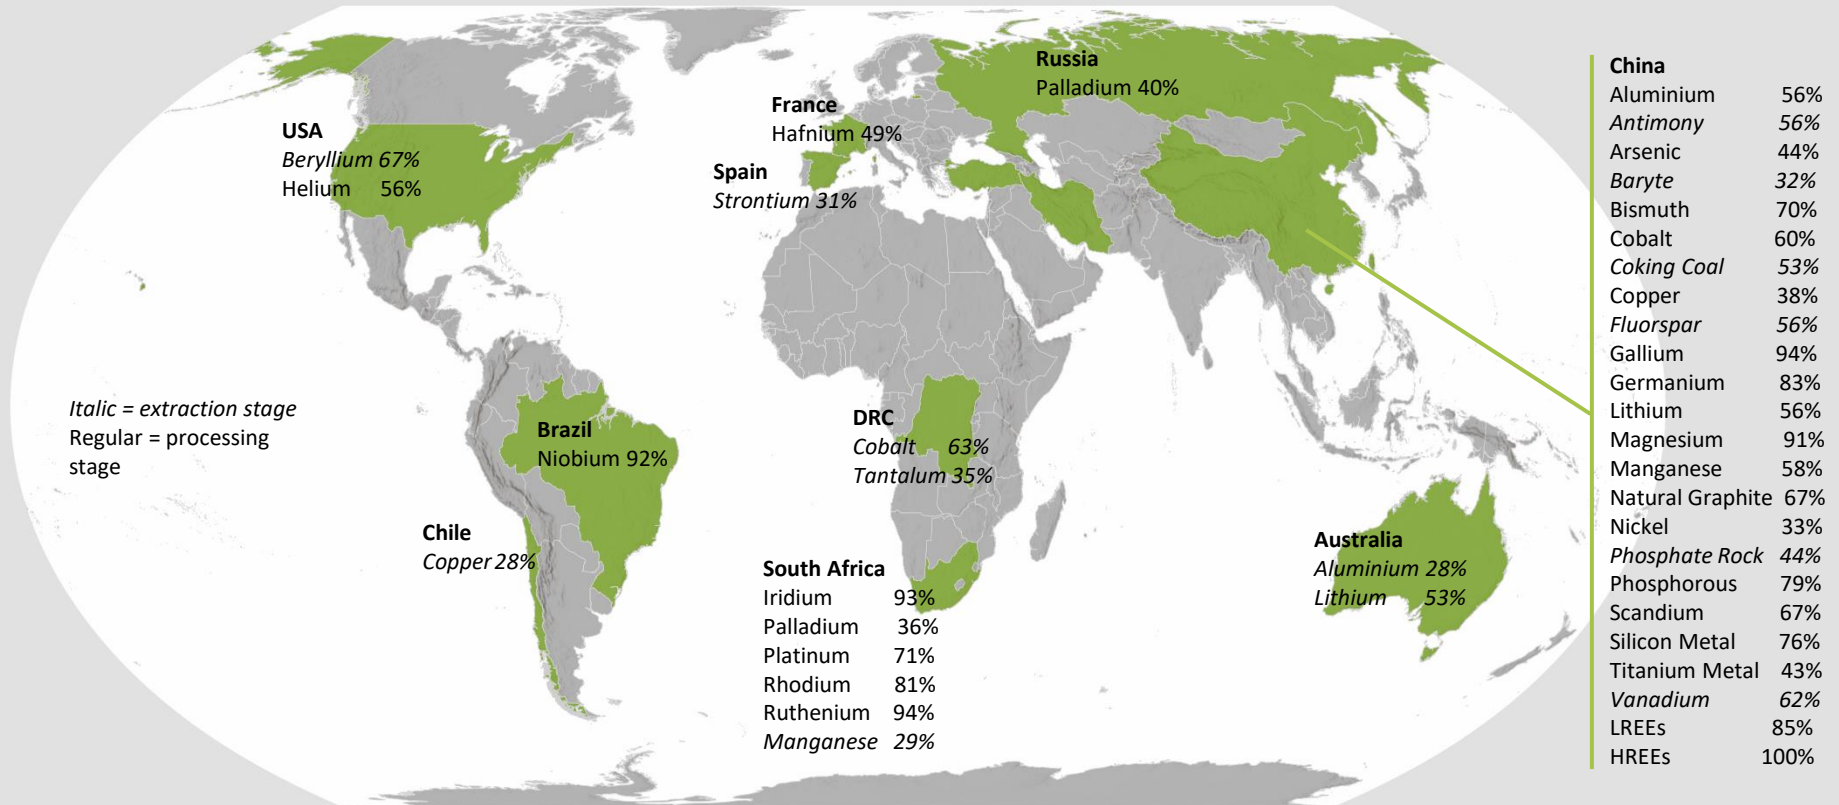 Russia
Palladium 40%
France
Hafnium 49%
USA
Beryllium 67%
Helium 56%
Spain
Strontium 31%
Italic = extraction stage
Regular = processing
stage
Brazil
Niobium 92%
DRC
Cobalt 63%
Tantalum 35%
Chile
Copper 28%
South Africa
Iridium 93%
Palladium 36%
Platinum 71%
Rhodium 81%
Ruthenium 94%
Manganese 29%
Australia
Aluminium 28%
Lithium 53%
China
Aluminium 56%
Antimony 56%
Arsenic 44%
Baryte 32%
Bismuth 70%
Cobalt 60%
Coking Coal 53%
Copper 38%
Fluorspar 56%
Gallium 94%
Germanium 83%
Lithium 56%
Magnesium 91%
Manganese 58%
Natural Graphite 67%
Nickel 33%
Phosphate Rock 44%
Phosphorous 79%
Scandium 67%
Silicon Metal 76%
Titanium Metal 43%
Vanadium 62%
LREEs 85%
HREEs 100%